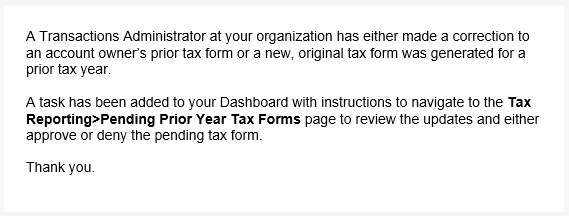 A Transactions Administrator at your organization has either made a correction to
an account owner's prior tax form or a new, original tax form was generated for a
prior tax year.
A task has been added to your Dashboard with instructions to navigate to the Tax
Reporting>Pending Prior Year Tax Forms page to review the updates and either
approve or deny the pending tax form.
Thank you.